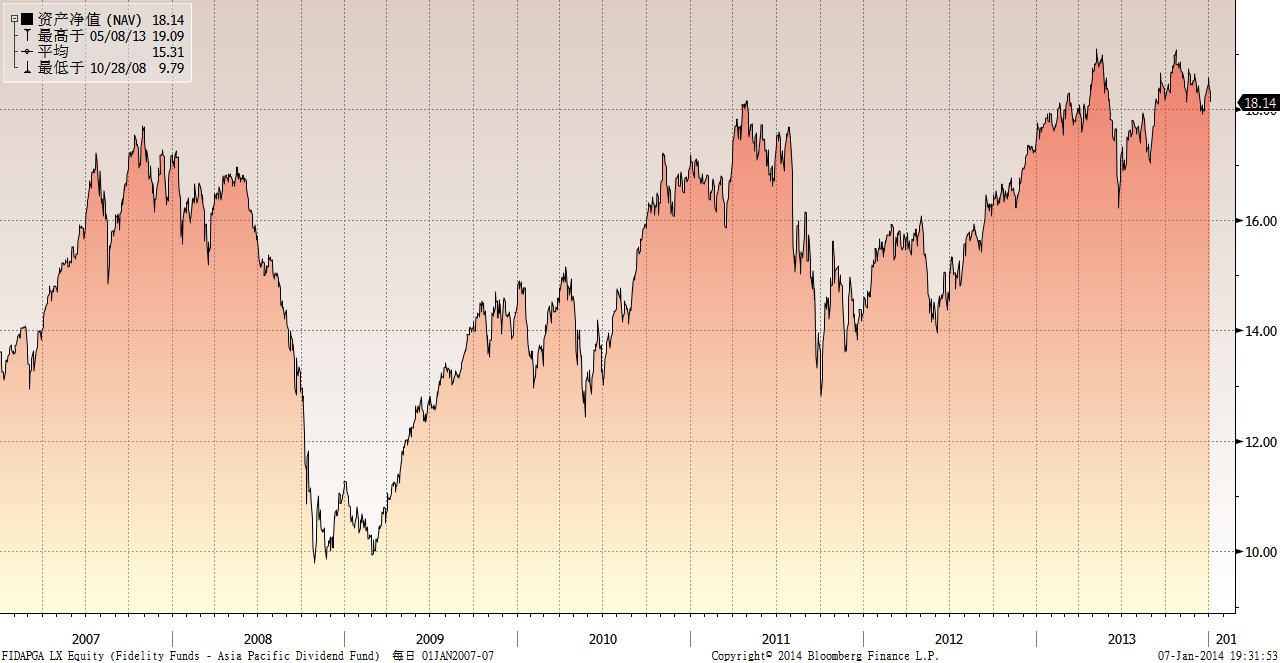 资产净值 (NAV) 18.14
最高于 05/08/13 19.09
平均 15.31
最低于 10/28/08 9.79
18.14
18.00
16.00
14.00
12.00
10.00
2007 2008 2009 2010 2011 2012 2013 201
FIDAPGA LX Equity (Fidelity Funds - Asia Pacific Dividend Fund) 每日 01JAN2007-07 Copyright© 2014 Bloomberg Finance L.P. 07-Jan-2014 19:31:53